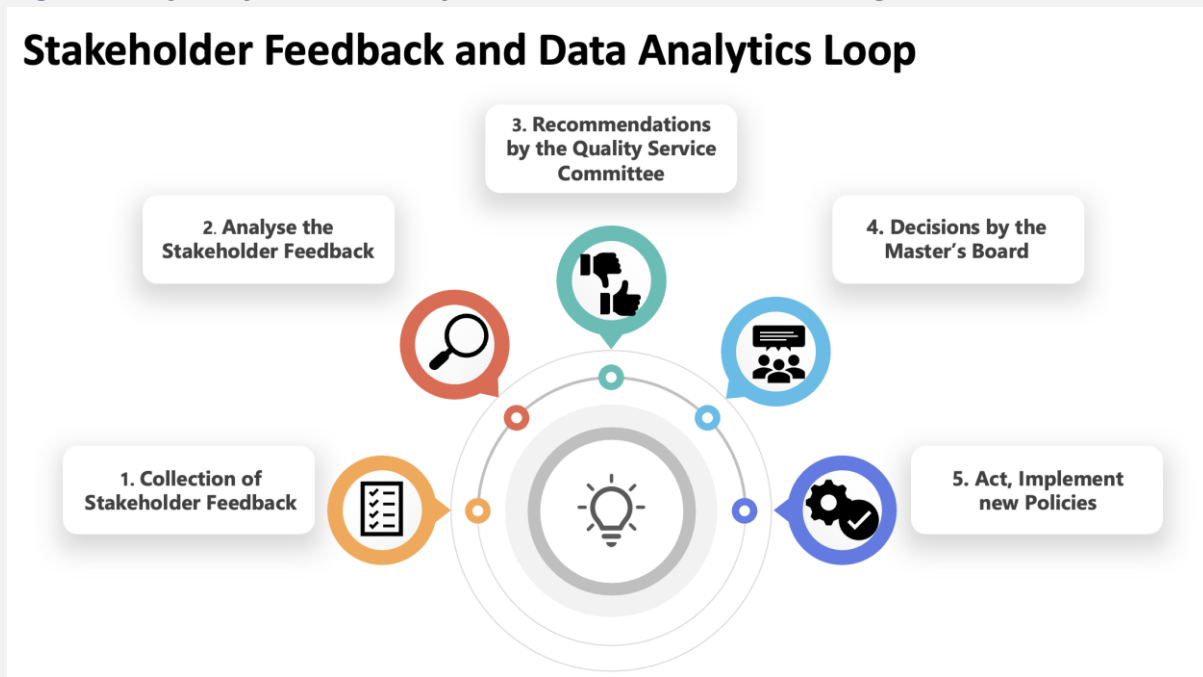 Stakeholder Feedback and Data Analytics Loop
3. Recommendations
by the Quality Service
Committee
2. Analyse the
Stakeholder Feedback
4. Decisions by the
Master's Board
1. Collection of
Stakeholder Feedback
5. Act, Implement
new Policies